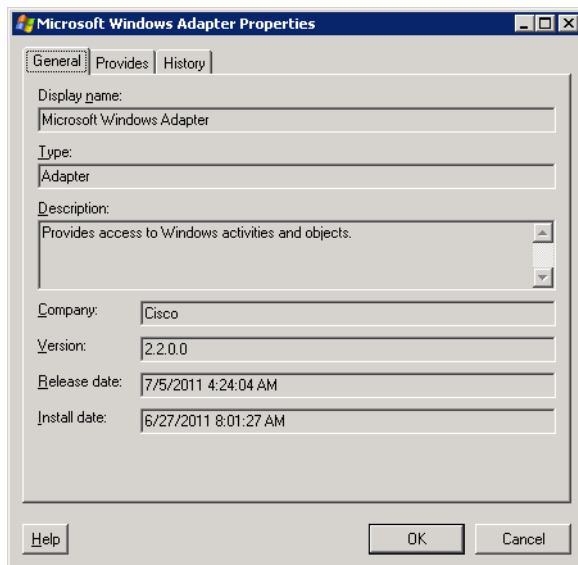 Microsoft Windows Adapter Properties
General Provides History
Display name:
Microsoft Windows Adapter
Type:
Adapter
Description:
Provides access to Windows activities and objects.
Company: Cisco
Version: 2.2.0.0
Release date: 7/5/2011 4:24:04 AM
Install date: 6/27/2011 8:01:27 AM
Help OK Cancel